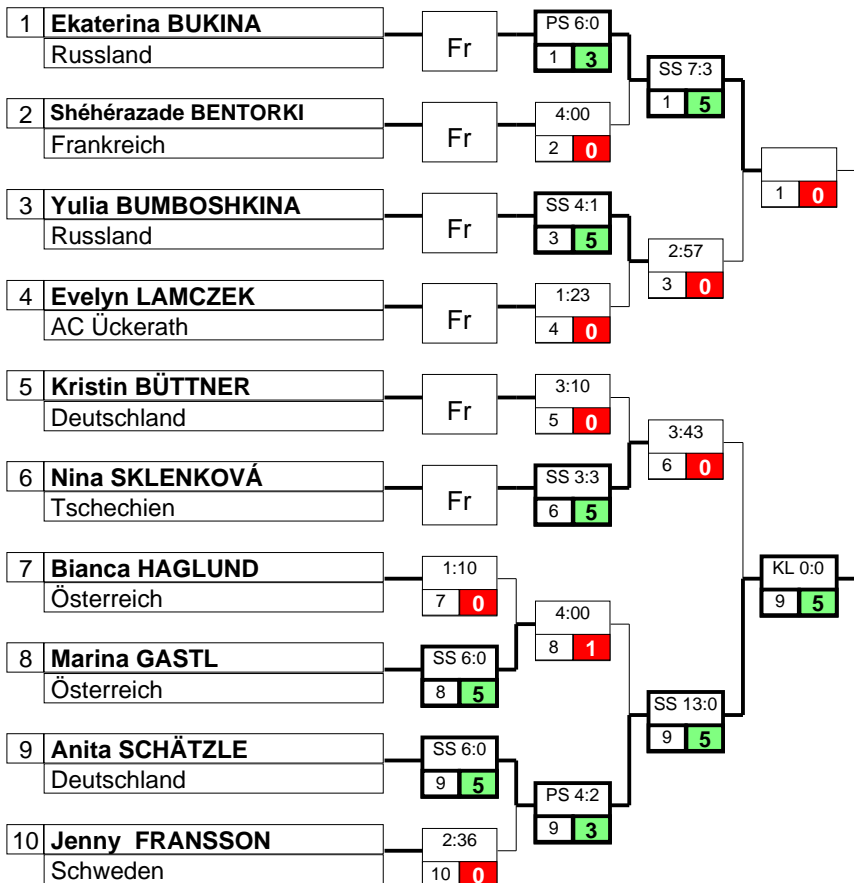 1 Ekaterina BUKINA
Russland
Fr
PS 6:0
1 3
SS 7:3
1 5
2 Shéhérazade BENTORKI
Frankreich
Fr
4:00
2 0
1 0
3 Yulia BUMBOSHKINA
Russland
Fr
SS 4:1
3 5
2:57
3 0
4 Evelyn LAMCZEK
AC Ückerath
Fr
1:23
4 0
5 Kristin BÜTTNER
Deutschland
Fr
3:10
5 0
3:43
6 0
6 Nina SKLENKOVÁ
Tschechien
Fr
SS 3:3
6 5
7 Bianca HAGLUND
Österreich
1:10
7 0
4:00
8 1
KL 0:0
9 5
8 Marina GASTL
Österreich
SS 6:0
8 5
SS 13:0
9 5
9 Anita SCHÄTZLE
Deutschland
SS 6:0
9 5
PS 4:2
9 3
10 Jenny FRANSSON
Schweden
2:36
10 0